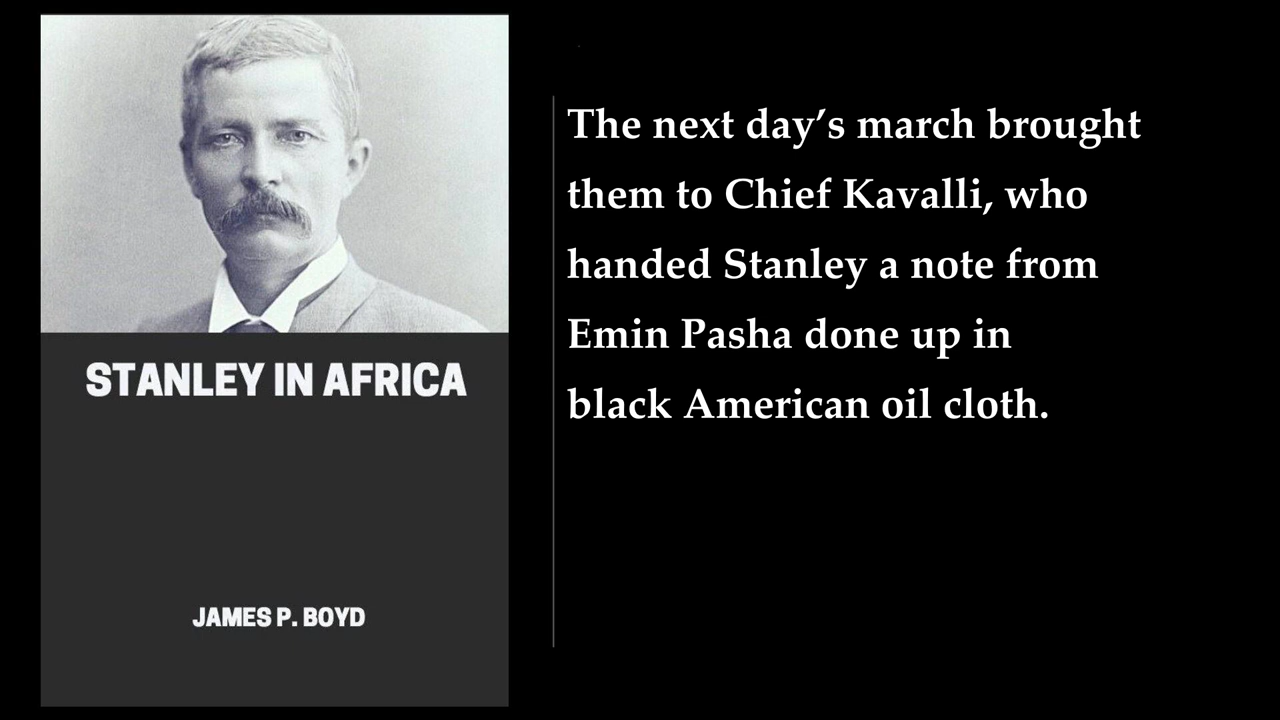 STANLEY IN AFRICA
JAMES P. BOYD
The next day’s march brought
them to Chief Kavalli, who
handed Stanley a note from
Emin Pasha done up in
black American oil cloth.